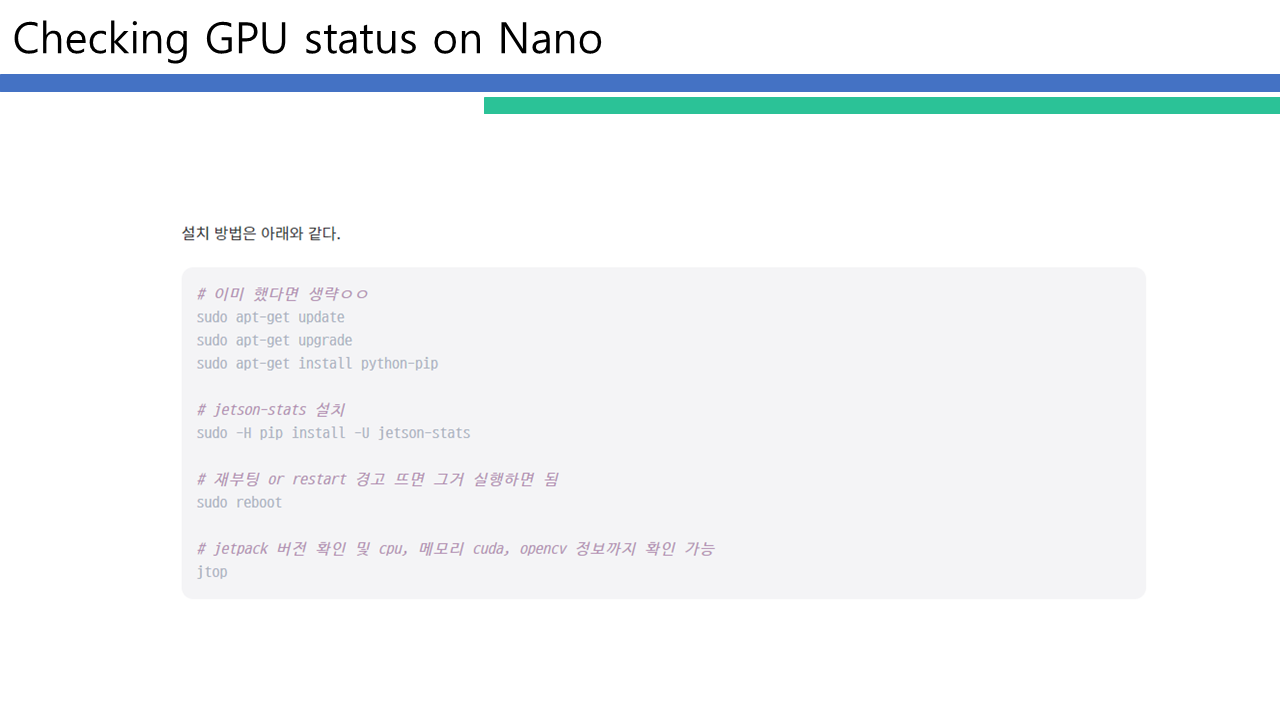 Checking GPU status on Nano
설치 방법은 아래와 같다.
# 이미 했다면 생략ㅇㅇ
sudo apt-get update
sudo apt-get upgrade
sudo apt-get install python-pip
# jetson-stats 설치
sudo -H pip install -U jetson-stats
# 재부팅 or restart 경고 뜨면 그거 실행하면 됨
sudo reboot
# jetpack 버전 확인 및 cpu, 메모리 cuda, opencv 정보까지 확인 가능
jtop